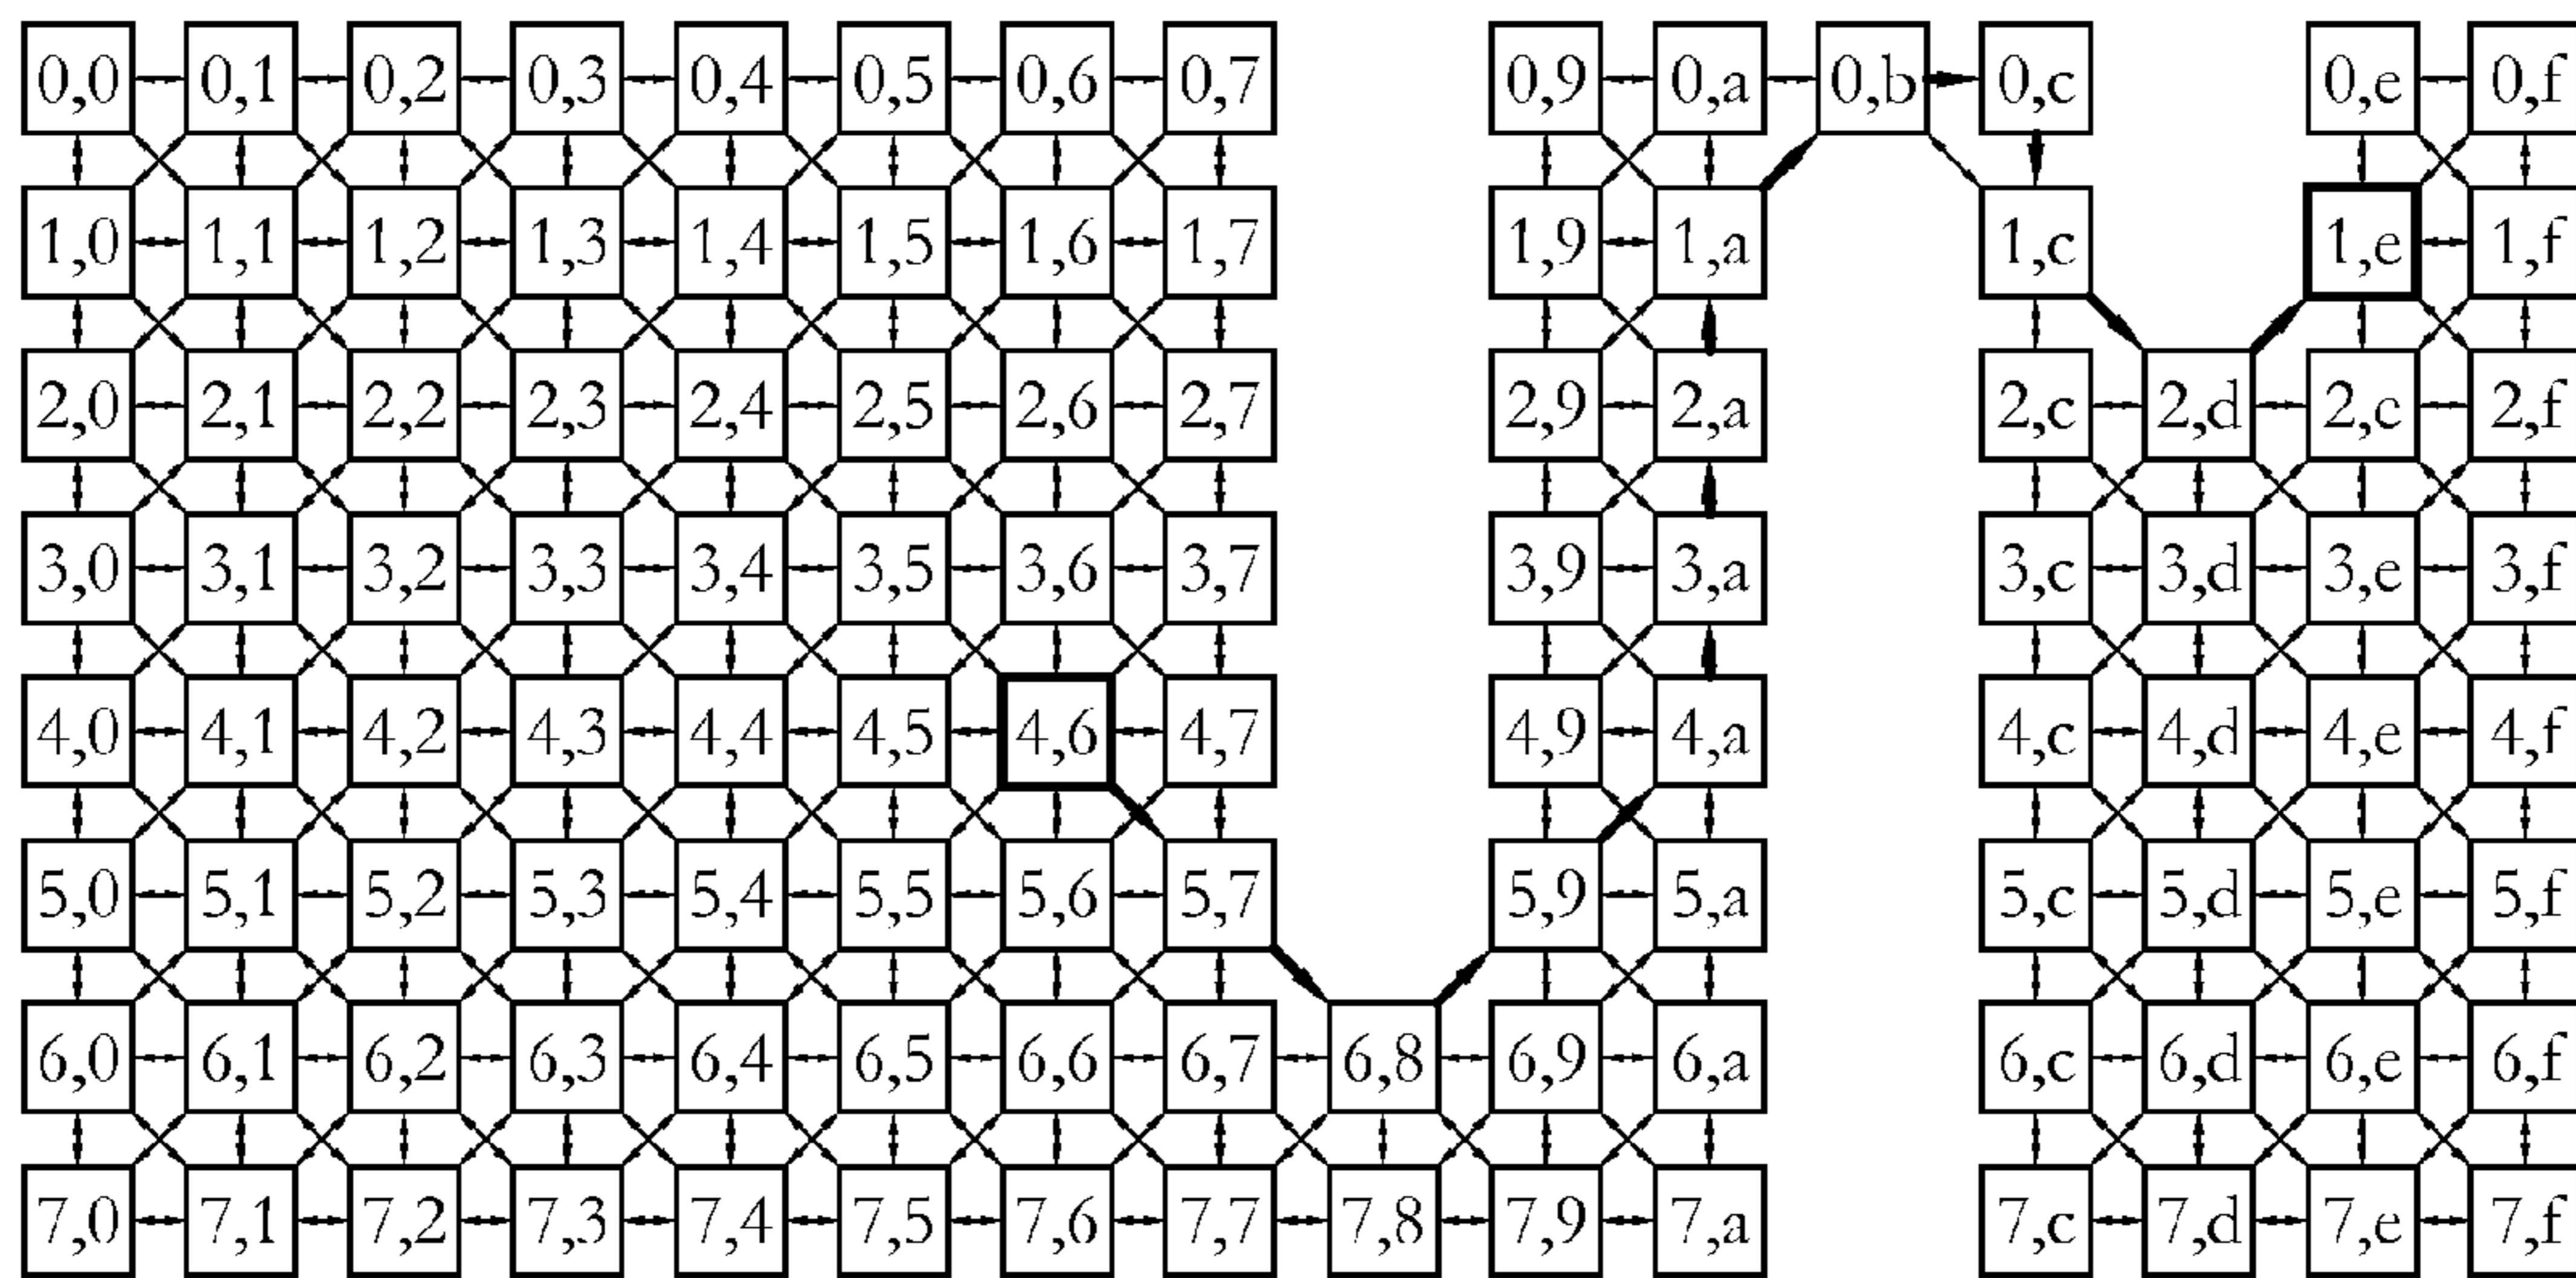 0,0 0,1 0,2 0,3 0,4 0,5 0,6 0,7 0,9 0,a 0,b 0,c 0,e 0,f
1,0 1,1 1,2 1,3 1,4 1,5 1,6 1,7 1,9 1,a 1,c 1,e 1,f
2,0 2,1 2,2 2,3 2,4 2,5 2,6 2,7 2,9 2,a 2,c 2,d 2,c 2,f
3,0 3,1 3,2 3,3 3,4 3,5 3,6 3,7 3,9 3,a 3,c 3,d 3,e 3,f
4,0 4,1 4,2 4,3 4,4 4,5 4,6 4,7 4,9 4,a 4,c 4,d 4,e 4,f
5,0 5,1 5,2 5,3 5,4 5,5 5,6 5,7 5,9 5,a 5,c 5,d 5,e 5,f
6,0 6,1 6,2 6,3 6,4 6,5 6,6 6,7 6,8 6,9 6,a 6,c 6,d 6,e 6,f
7,0 7,1 7,2 7,3 7,4 7,5 7,6 7,7 7,8 7,9 7,a 7,c 7,d 7,e 7,f